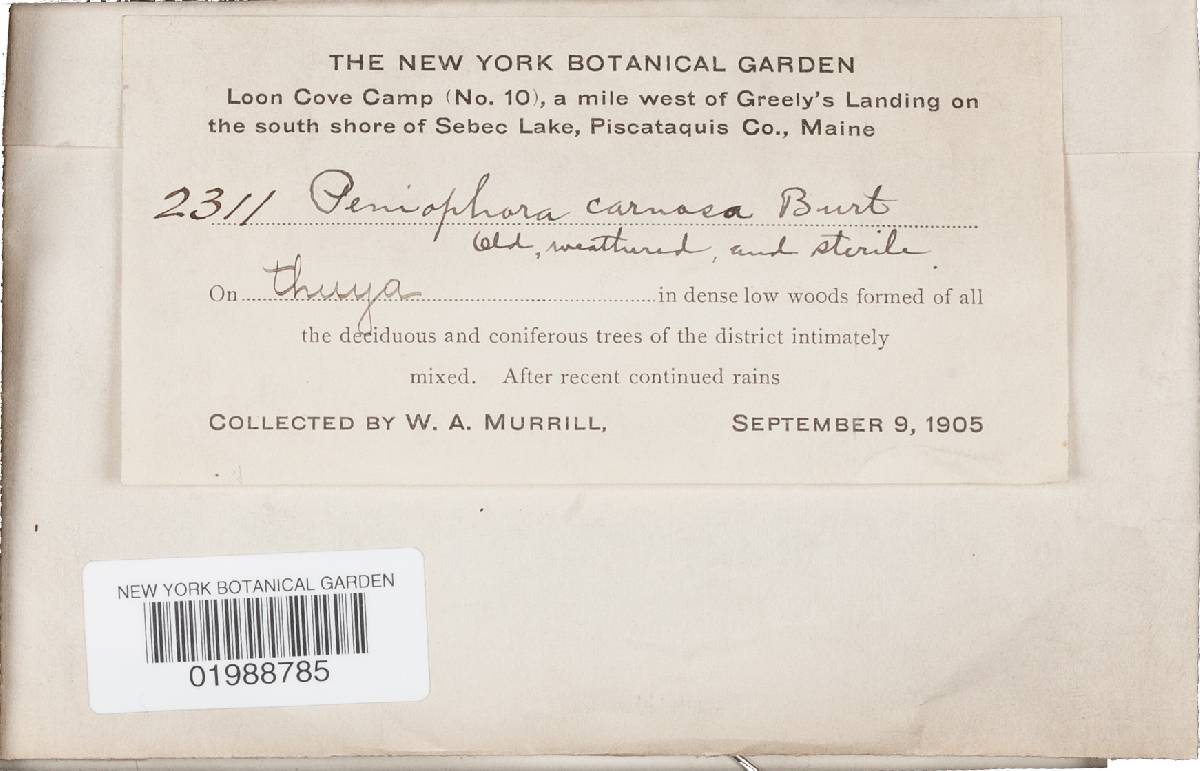 THE NEW YORK BOTANICAL GARDEN
Loon Cove Camp (No. 10), a mile west of Greely's Landing on
the south shore of Sebec Lake, Piscataquis Co., Maine
2311 Peniophora carnosa Burt
Old, weathered, and sterile.
On thuya in dense low woods formed of all
the deciduous and coniferous trees of the district intimately
mixed. After recent continued rains
COLLECTED BY W. A. MURRILL, SEPTEMBER 9, 1905
NEW YORK BOTANICAL GARDEN
01988785